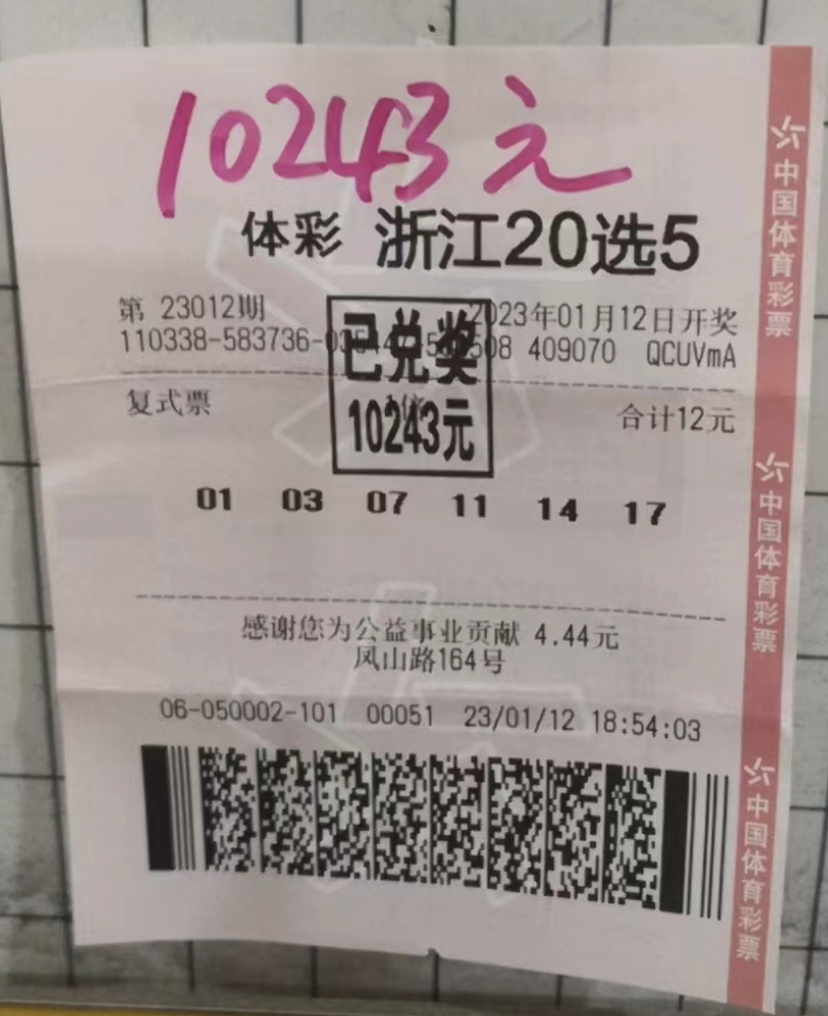 10243元
体彩 浙江20选5
第 23012期 2023年01月12日开奖
110338-583736- 08 409070 QCUVmA
已兑奖
10243元
复式票 合计12元
01 03 07 11 14 17
感谢您为公益事业贡献 4.44元
凤山路164号
06-050002-101 00051 23/01/12 18:54:03
中国体育彩票
中国体育彩票
中国体育彩票